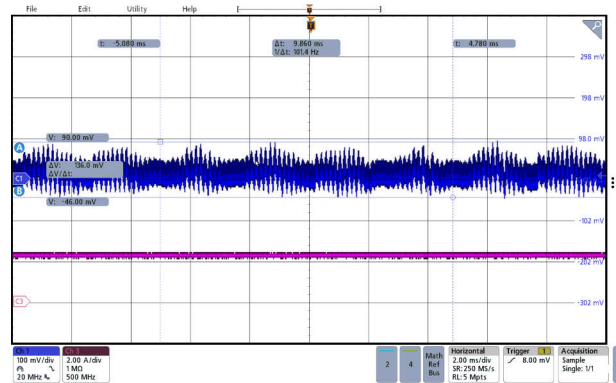 File Edit Utility Help
T
t: -5.080 ms Δt: 9.860 ms t: 4.780 ms
1/Δt: 101.4 Hz
298 mV
198 mV
V: 90.00 mV 98.0 mV
A
ΔV: 136.0 mV
ΔV/Δt:
C1
B
V: -46.00 mV
-102 mV
-202 mV
C3 -302 mV
Ch 1 Ch 3 Horizontal Trigger 1 Acquisition
100 mV/div 2.00 A/div 2 4 Math 2.00 ms/div 8.00 mV Sample
1 MΩ Ref SR: 250 MS/s Single: 1/1
20 MHz 500 MHz Bus RL: 5 Mpts